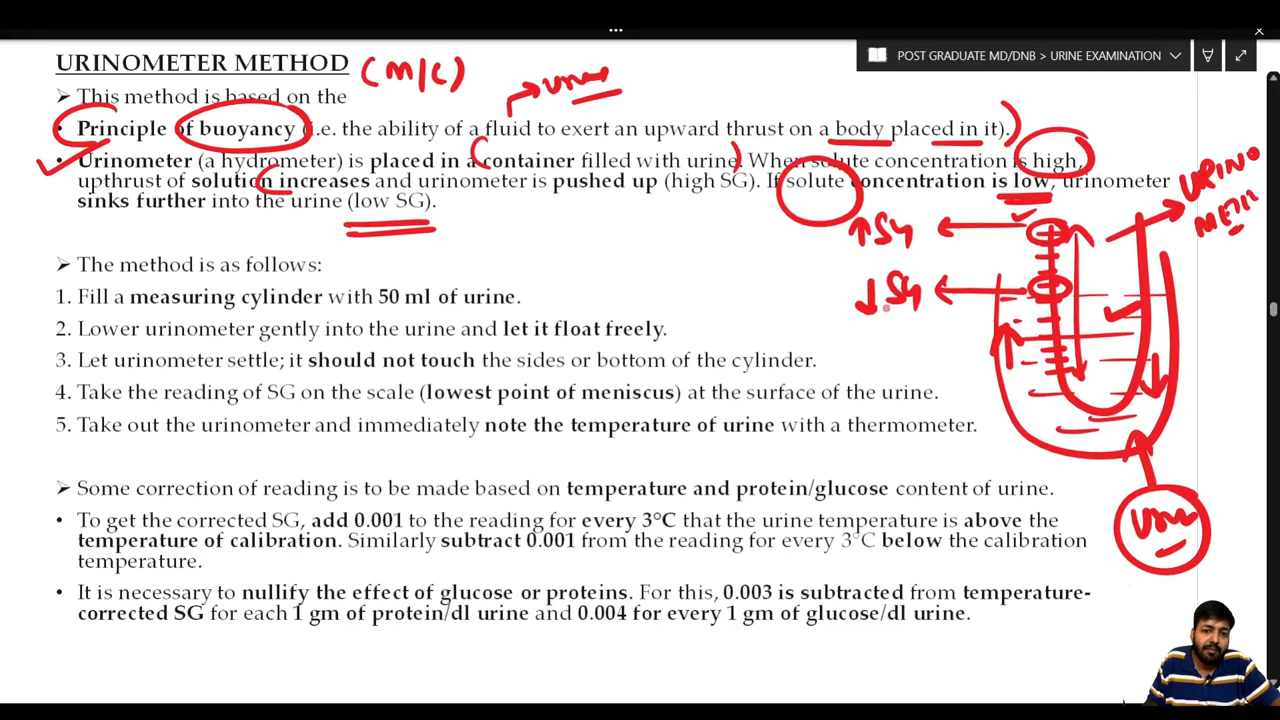 POST GRADUATE MD/DNB > URINE EXAMINATION
URINOMETER METHOD (M/C)
➢ This method is based on the
Urine
• Principle of buoyancy (i.e. the ability of a fluid to exert an upward thrust on a body placed in it).
• Urinometer (a hydrometer) is placed in a container filled with urine. When solute concentration is high,
upthrust of solution increases and urinometer is pushed up (high SG). If solute concentration is low, urinometer
sinks further into the urine (low SG).
URINO
METER
↑ SG
↓ SG
➢ The method is as follows:
1. Fill a measuring cylinder with 50 ml of urine.
2. Lower urinometer gently into the urine and let it float freely.
3. Let urinometer settle; it should not touch the sides or bottom of the cylinder.
4. Take the reading of SG on the scale (lowest point of meniscus) at the surface of the urine.
5. Take out the urinometer and immediately note the temperature of urine with a thermometer.
➢ Some correction of reading is to be made based on temperature and protein/glucose content of urine.
• To get the corrected SG, add 0.001 to the reading for every 3°C that the urine temperature is above the
temperature of calibration. Similarly subtract 0.001 from the reading for every 3°C below the calibration
temperature.
Urine
• It is necessary to nullify the effect of glucose or proteins. For this, 0.003 is subtracted from temperature-
corrected SG for each 1 gm of protein/dl urine and 0.004 for every 1 gm of glucose/dl urine.